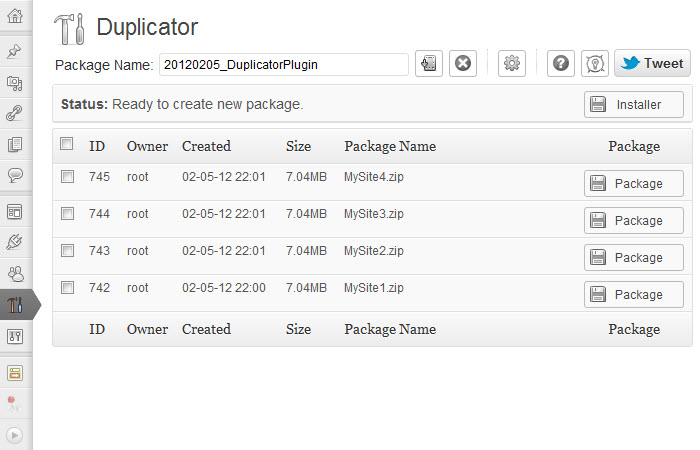 Duplicator
Package Name: 20120205_DuplicatorPlugin Tweet
Status: Ready to create new package. Installer
ID Owner Created Size Package Name Package
745 root 02-05-12 22:01 7.04MB MySite4.zip Package
744 root 02-05-12 22:01 7.04MB MySite3.zip Package
743 root 02-05-12 22:01 7.04MB MySite2.zip Package
742 root 02-05-12 22:00 7.04MB MySite1.zip Package
ID Owner Created Size Package Name Package